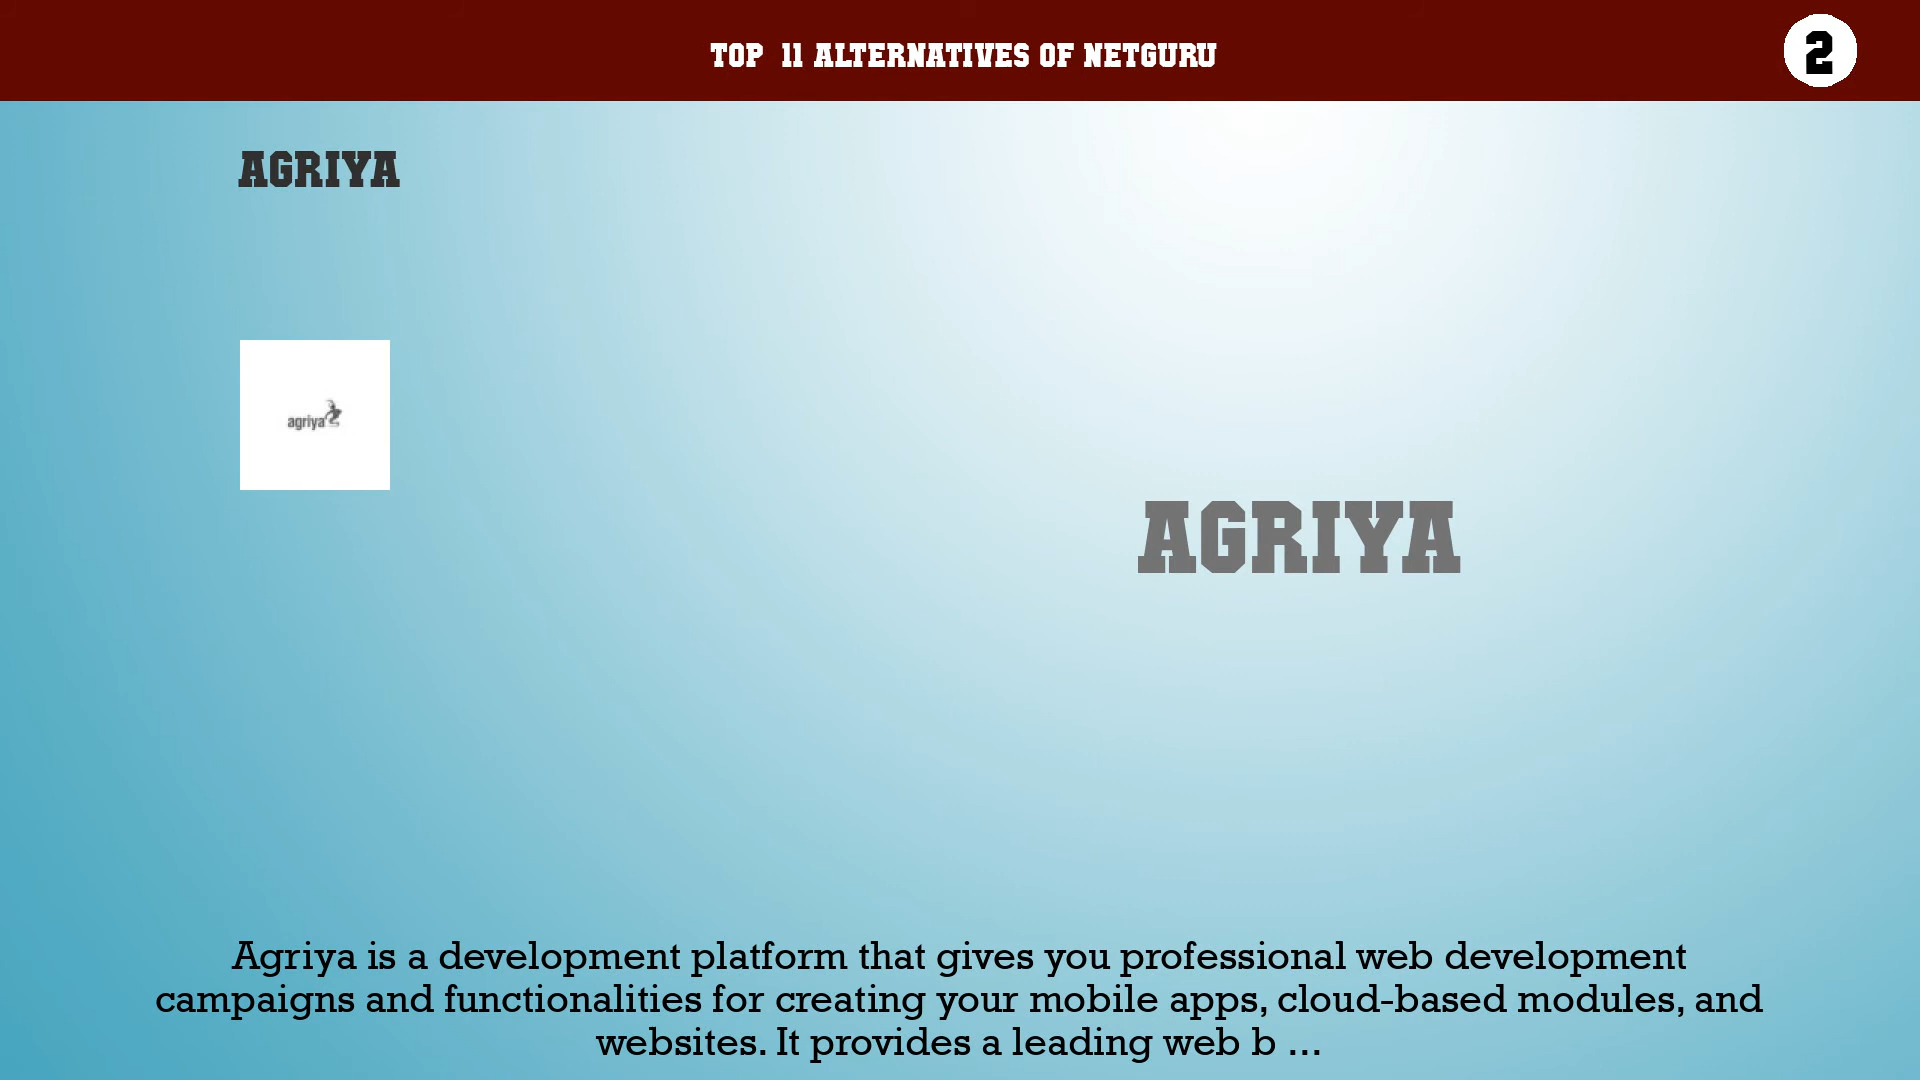 TOP 11 ALTERNATIVES OF NETGURU
2
AGRIYA
agriya
AGRIYA
Agriya is a development platform that gives you professional web development
campaigns and functionalities for creating your mobile apps, cloud-based modules, and
websites. It provides a leading web b ...